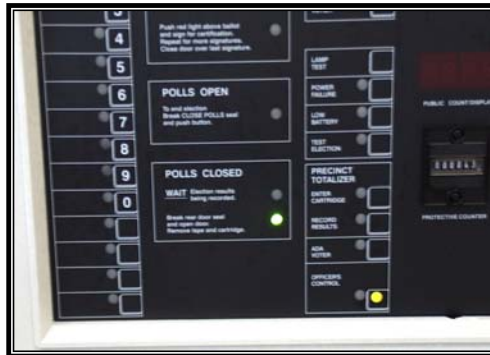 Push red light above ballot
and sign for certification.
Repeat for more signatures.
Close door over last signature.
4
5
6
7
8
9
0
POLLS OPEN
To end election
Break CLOSE POLLS seal
and push button.
POLLS CLOSED
WAIT Election results
being recorded.
Break rear door seal
and open door.
Remove tape and cartridge.
LAMP
TEST
POWER
FAILURE
LOW
BATTERY
TEST
ELECTION
PRECINCT
TOTALIZER
ENTER
CARTRIDGE
RECORD
RESULTS
ADA
VOTER
OFFICER'S
CONTROL
PUBLIC COUNT/DISPLA
PROTECTIVE COUNTER